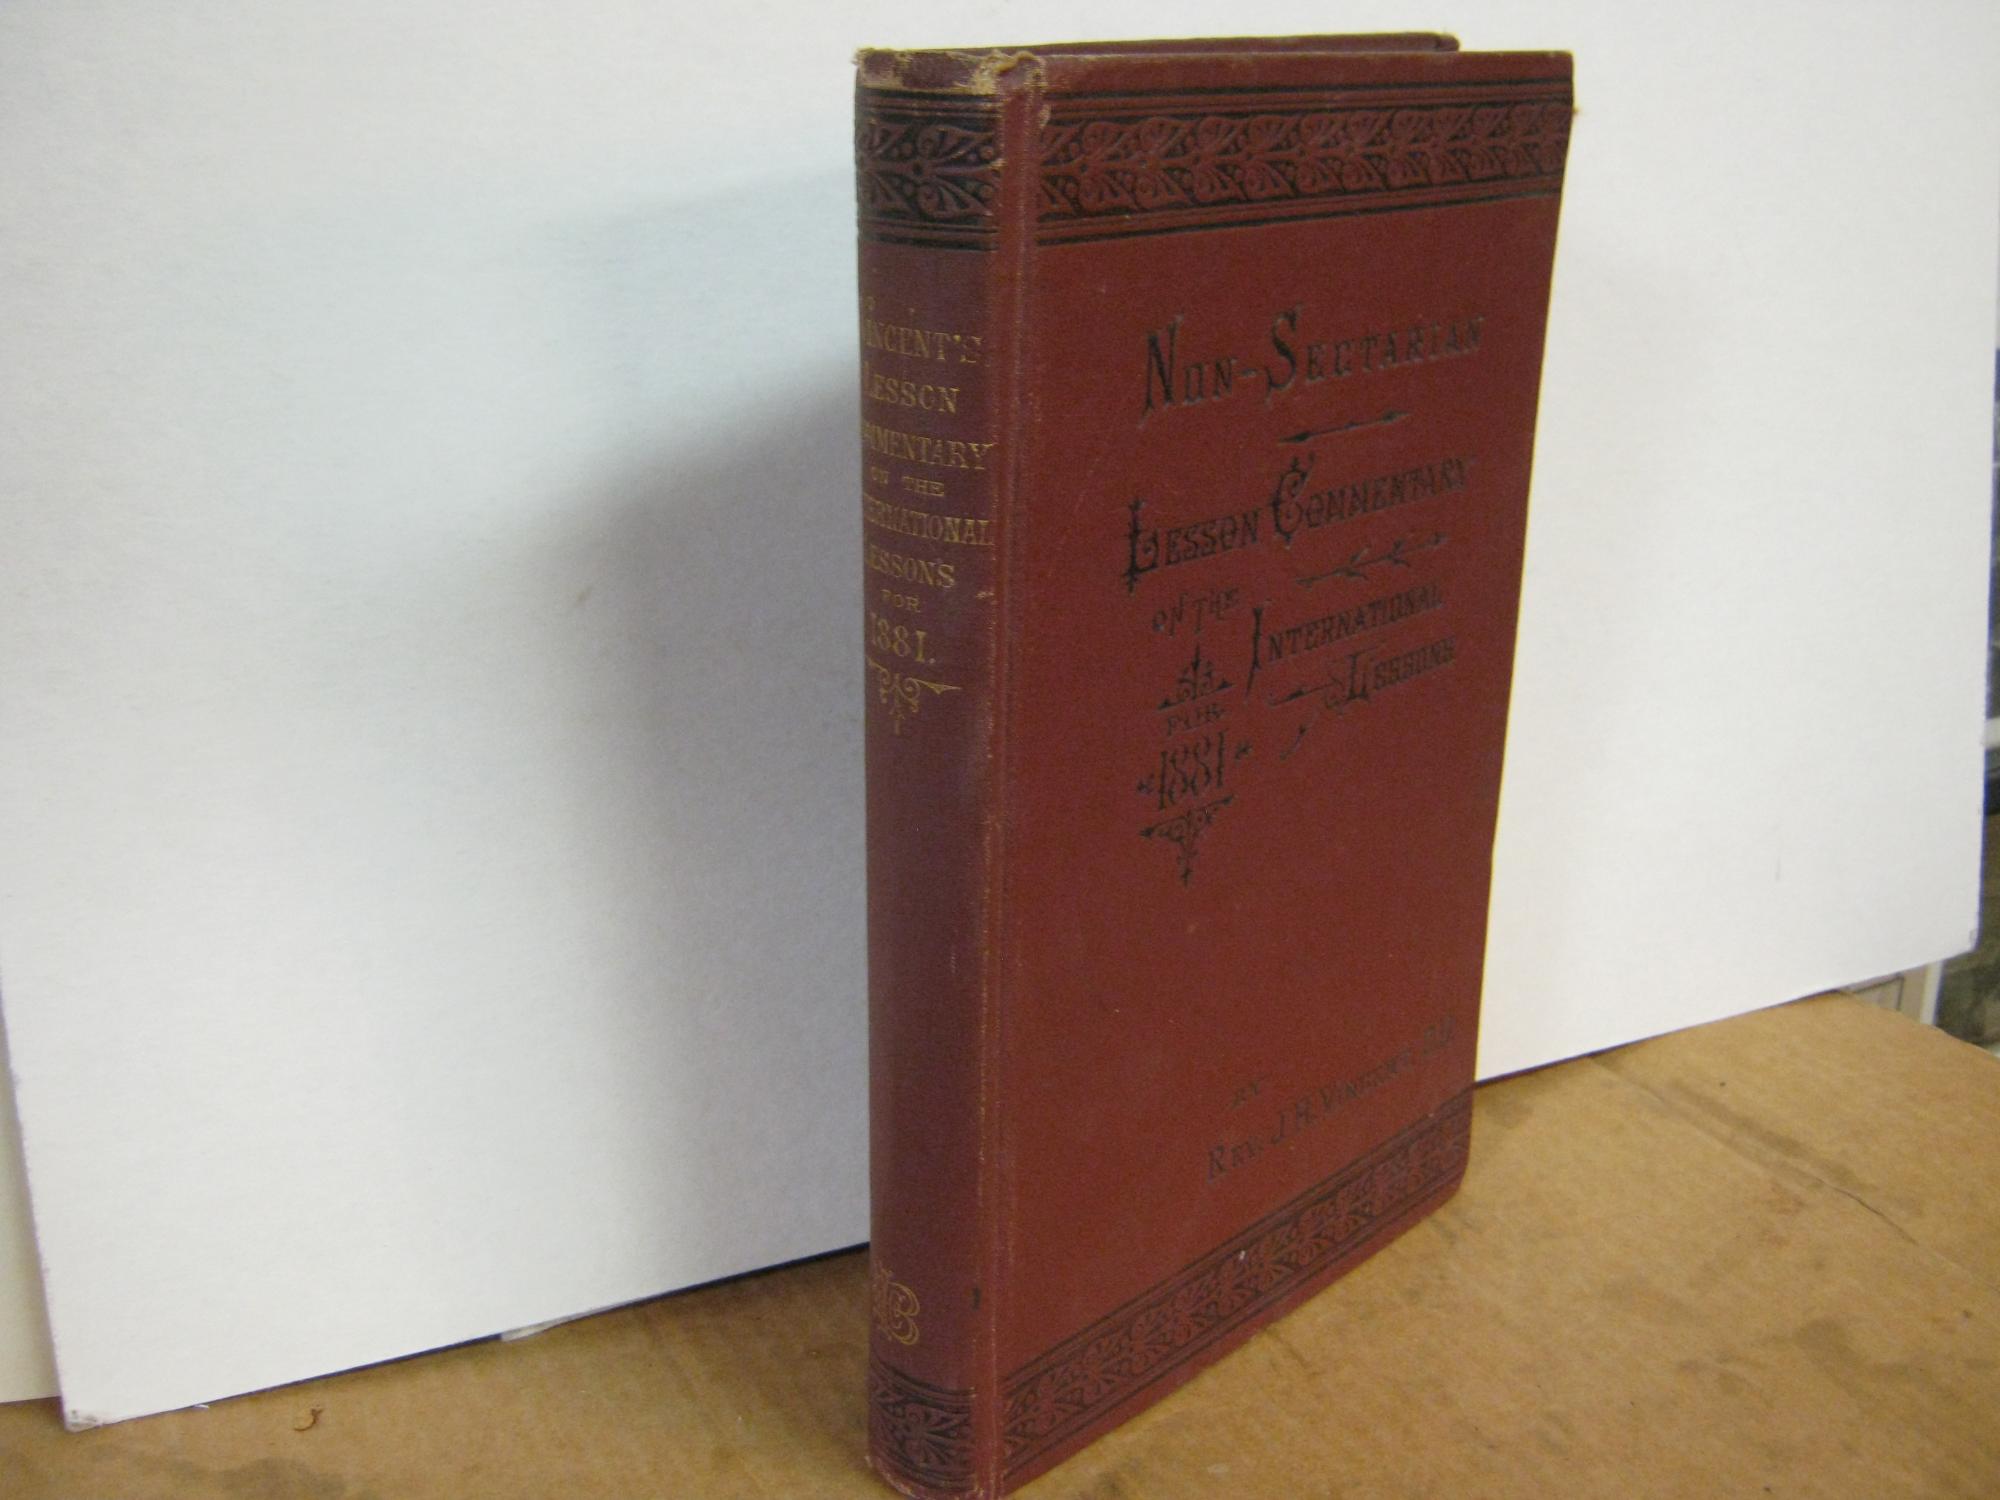 VINCENT'S
LESSON
COMMENTARY
ON THE
INTERNATIONAL
LESSONS
FOR
1881.
NON-SECTARIAN
LESSON COMMENTARY
ON THE
INTERNATIONAL
LESSONS
FOR
1881
BY
REV. J. H. VINCENT, D.D.